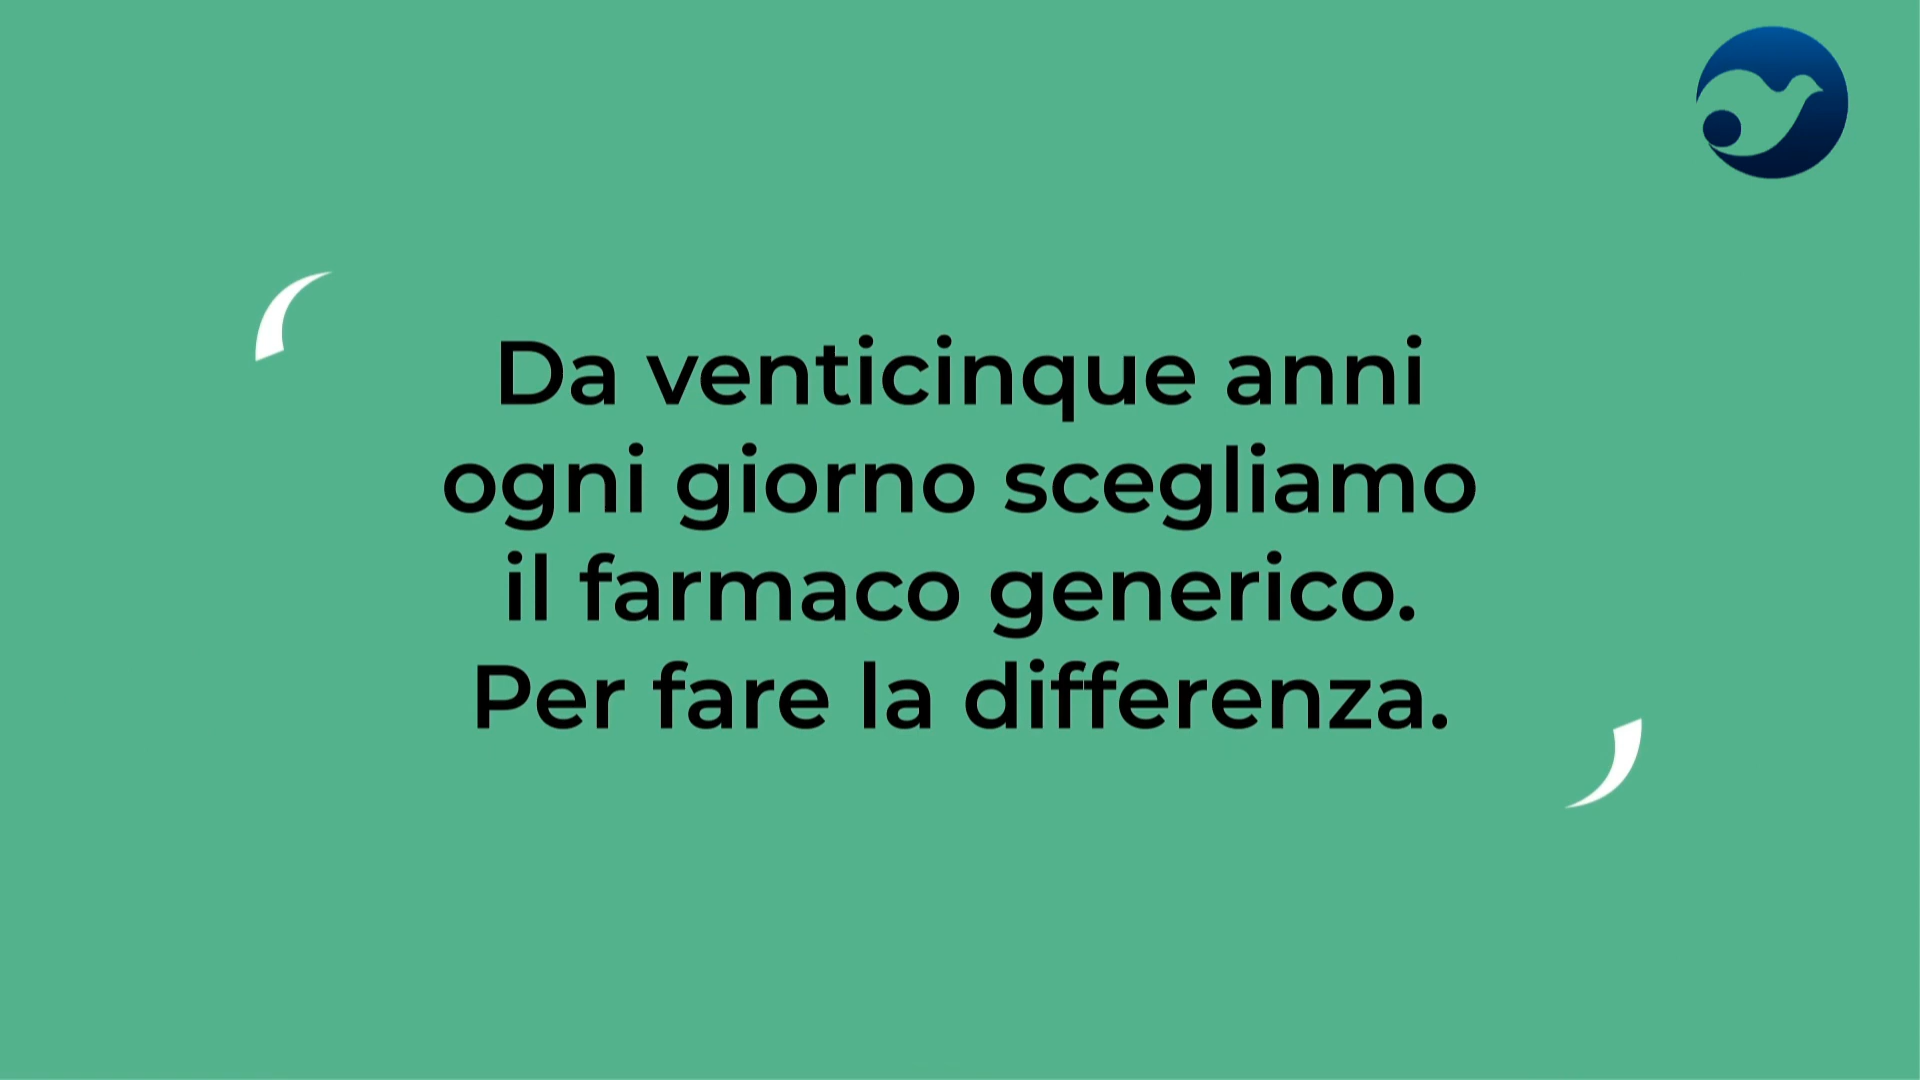 Da venticinque anni
ogni giorno scegliamo
il farmaco generico.
Per fare la differenza.